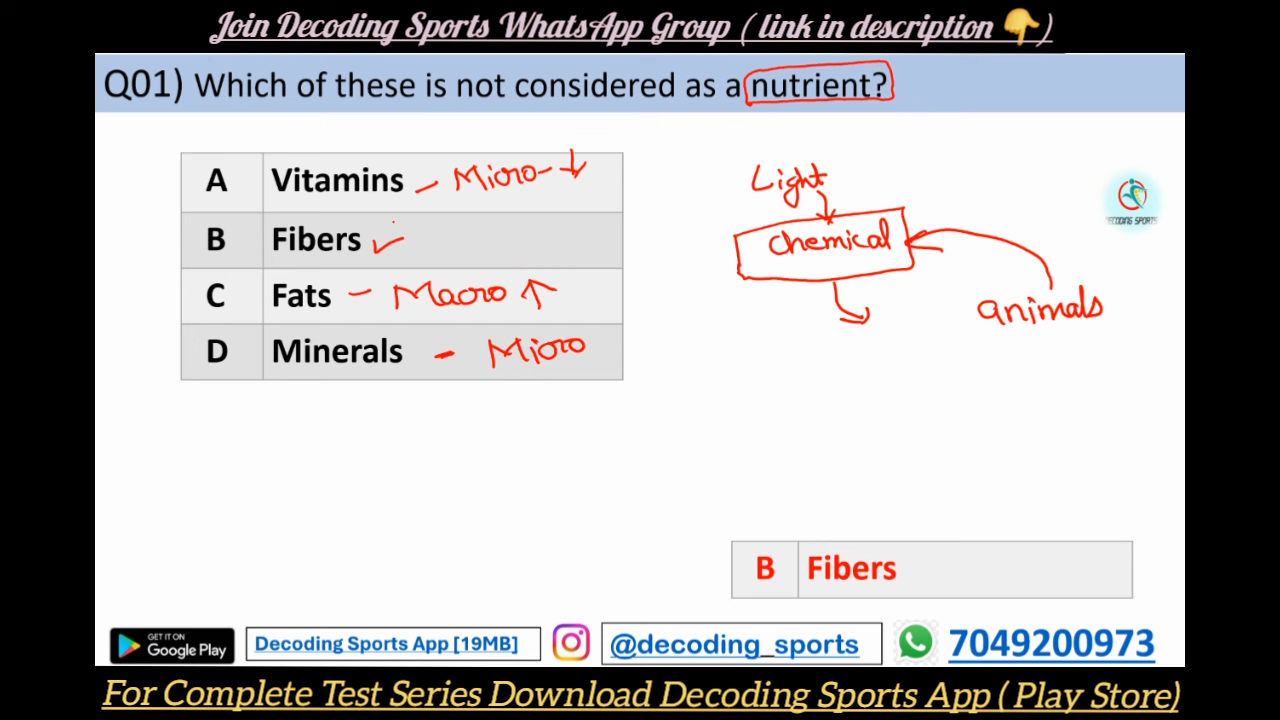 Join Decoding Sports WhatsApp Group ( link in description 👇)
Q01) Which of these is not considered as a nutrient?
A Vitamins - Micro-↓
B Fibers ✓
C Fats - Macro ↑
D Minerals - Micro
Light
chemical
animals
DECODING SPORTS
B Fibers
GET IT ON
Google Play
Decoding Sports App [19MB]
@decoding_sports
7049200973
For Complete Test Series Download Decoding Sports App ( Play Store)